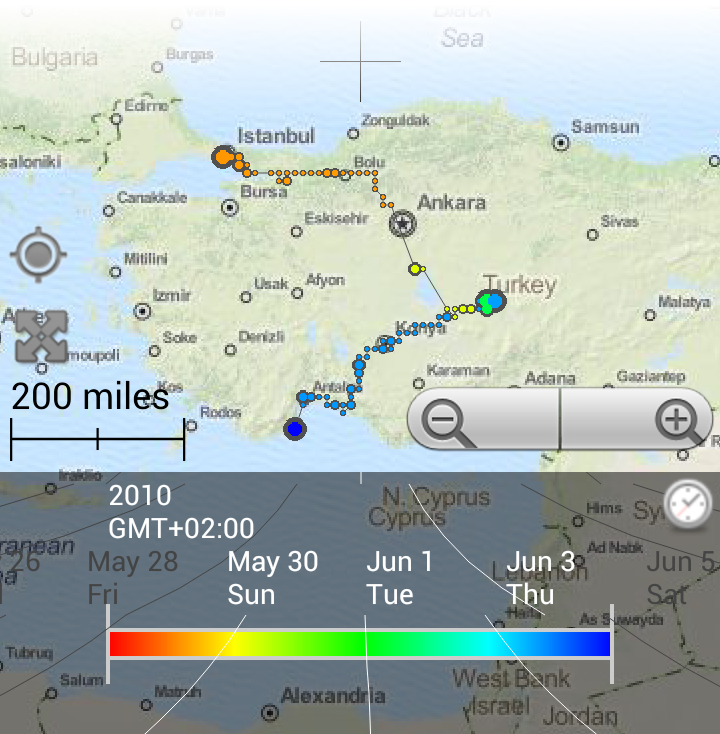 Varna
Black
Sea
Bulgaria
Burgas
Edirne
Istanbul
Zonguldak
Samsun
saloniki
Bolu
Canakkale
Bursa
Ankara
Eskisehir
Sivas
Mitilini
Turkey
Izmir
Usak
Afyon
Malatya
Konya
Soke
Denizli
moupoli
Karaman
Adana
Gaziantep
Kos
Antal
200 miles
Rodos
R
Iraklio
2010
GMT+02:00
N. Cyprus
Cyprus
Hims
Sy
ranean
Ad Nabk
26
May 28
May 30
Jun 1
Jun 3
Jun 5
Lebanon
Fri
Sun
Tue
Thu
Sat
Haifa
As Suwayda
Tubruq
Salum
Matruh
Alexandria
West Bank
Israel
Jordan